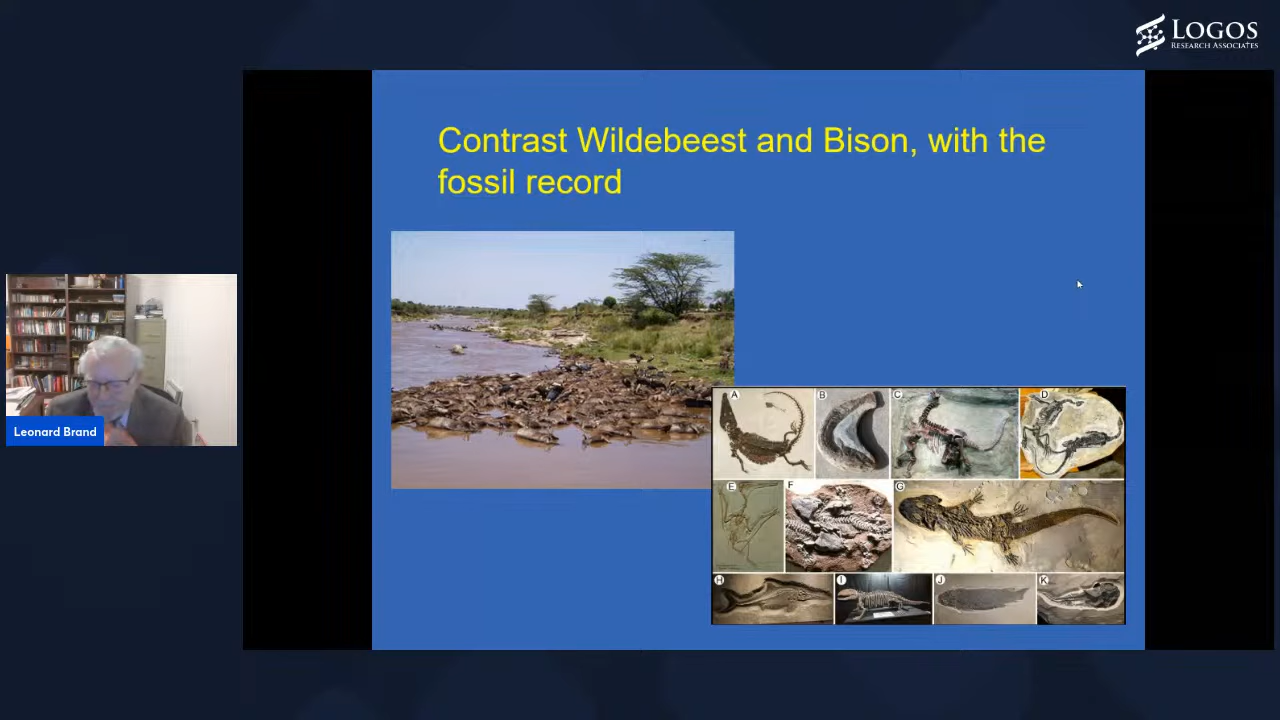 LOGOS
RESEARCH ASSOCIATES
Contrast Wildebeest and Bison, with the
fossil record
Leonard Brand
A
B
C
D
E
F
G
H
I
J
K